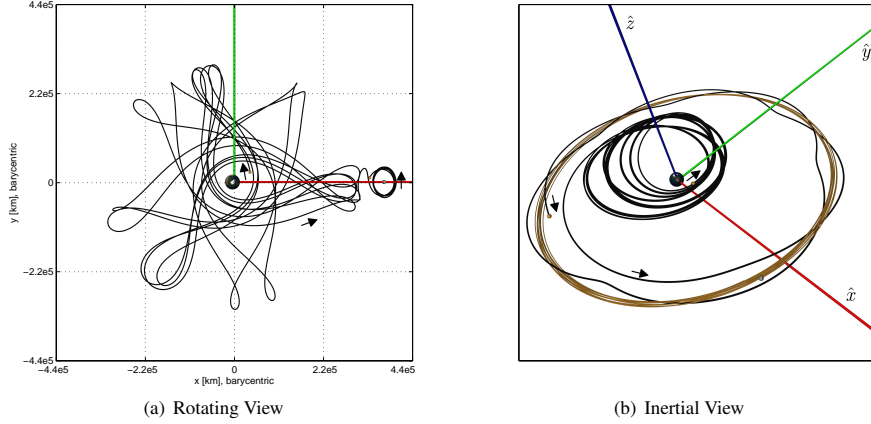 4.4e5
2.2e5
0
−2.2e5
−4.4e5
y [km], barycentric
−4.4e5 −2.2e5 0 2.2e5 4.4e5
x [km], barycentric
(a) Rotating View
ẑ
ŷ
x̂
(b) Inertial View